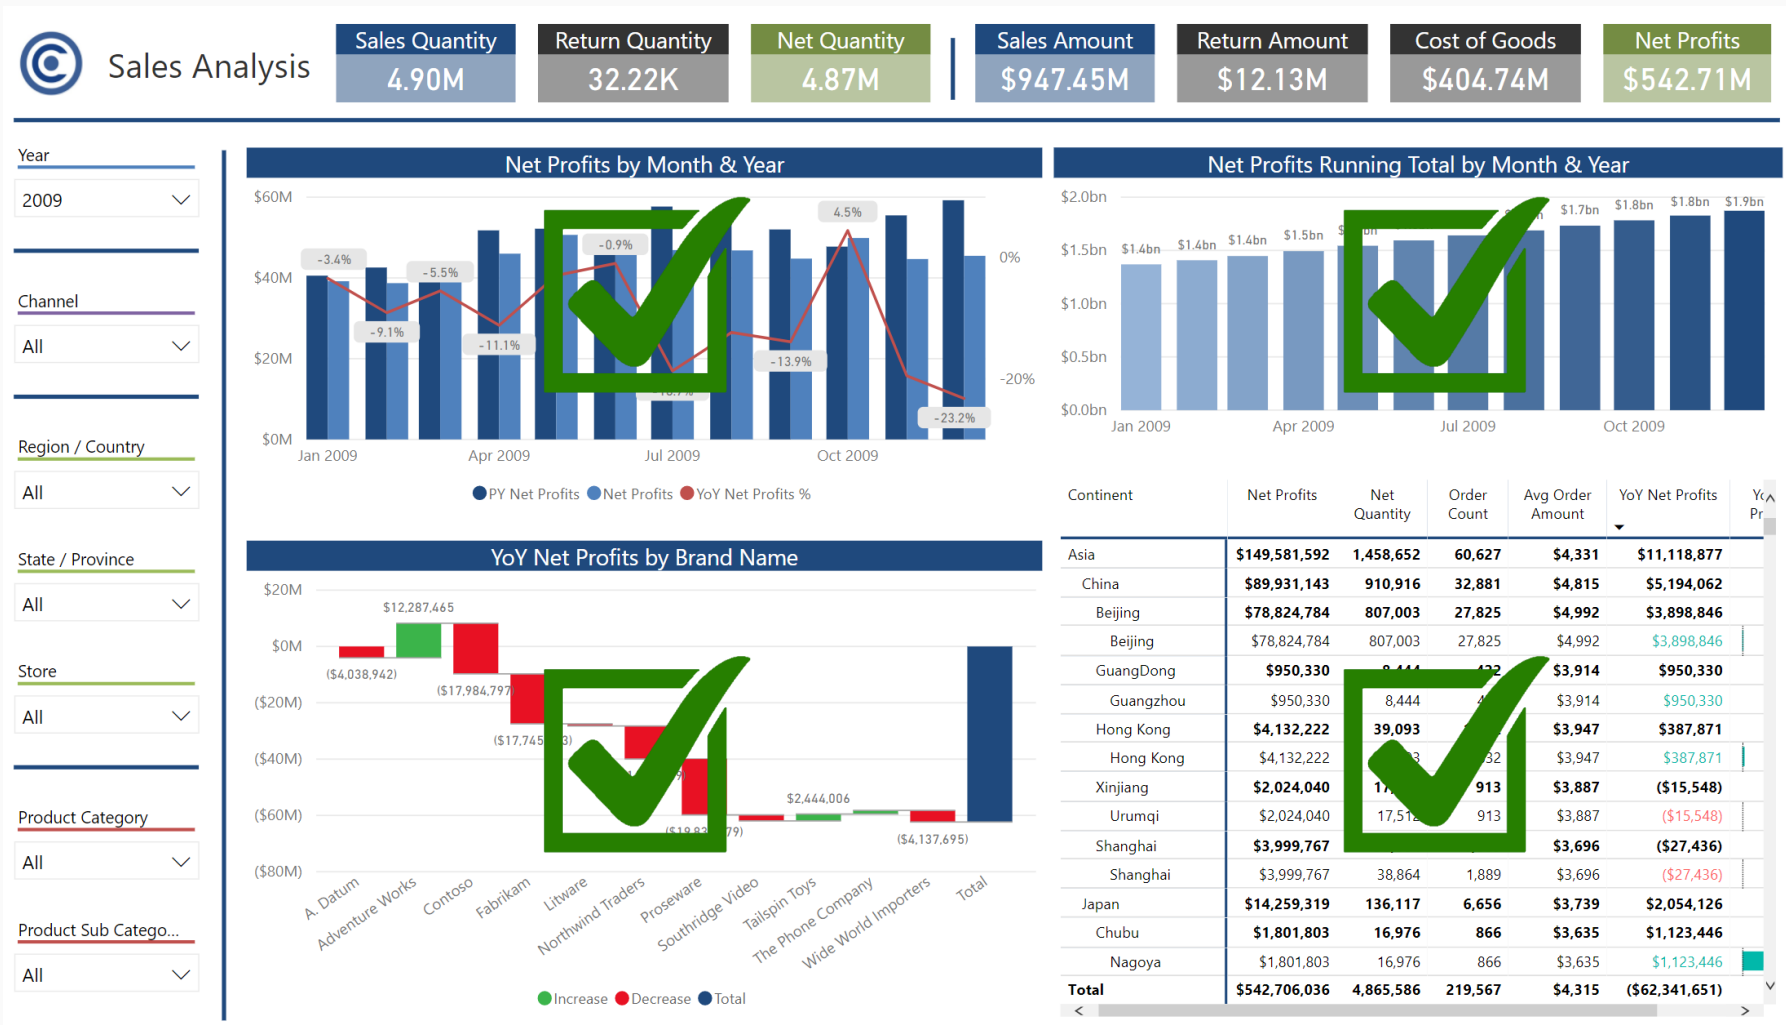 Sales Analysis
Sales Quantity
4.90M
Return Quantity
32.22K
Net Quantity
4.87M
Sales Amount
$947.45M
Return Amount
$12.13M
Cost of Goods
$404.74M
Net Profits
$542.71M
Year
2009
Channel
All
Region / Country
All
State / Province
All
Store
All
Product Category
All
Product Sub Catego...
All
Net Profits by Month & Year
$60M
$40M
$20M
$0M
0%
-20%
-3.4%
-9.1%
-5.5%
-11.1%
-0.9%
-13.9%
4.5%
-23.2%
Jan 2009 Apr 2009 Jul 2009 Oct 2009
PY Net Profits Net Profits YoY Net Profits %
Net Profits Running Total by Month & Year
$2.0bn
$1.5bn
$1.0bn
$0.5bn
$0.0bn
$1.4bn $1.4bn $1.4bn $1.5bn $1.7bn $1.8bn $1.8bn $1.9bn
Jan 2009 Apr 2009 Jul 2009 Oct 2009
YoY Net Profits by Brand Name
$20M
$0M
($20M)
($40M)
($60M)
($80M)
($4,038,942)
$12,287,465
($17,984,797)
$2,444,006
($4,137,695)
A. Datum
Adventure Works
Contoso
Fabrikam
Litware
Northwind Traders
Proseware
Southridge Video
Tailspin Toys
The Phone Company
Wide World Importers
Total
Increase Decrease Total
Continent Net Profits Net Quantity Order Count Avg Order Amount YoY Net Profits
Asia $149,581,592 1,458,652 60,627 $4,331 $11,118,877
China $89,931,143 910,916 32,881 $4,815 $5,194,062
Beijing $78,824,784 807,003 27,825 $4,992 $3,898,846
Beijing $78,824,784 807,003 27,825 $4,992 $3,898,846
GuangDong $950,330 $3,914 $950,330
Guangzhou $950,330 8,444 $3,914 $950,330
Hong Kong $4,132,222 39,093 $3,947 $387,871
Hong Kong $4,132,222 $3,947 $387,871
Xinjiang $2,024,040 913 $3,887 ($15,548)
Urumqi $2,024,040 17,512 913 $3,887 ($15,548)
Shanghai $3,999,767 $3,696 ($27,436)
Shanghai $3,999,767 38,864 1,889 $3,696 ($27,436)
Japan $14,259,319 136,117 6,656 $3,739 $2,054,126
Chubu $1,801,803 16,976 866 $3,635 $1,123,446
Nagoya $1,801,803 16,976 866 $3,635 $1,123,446
Total $542,706,036 4,865,586 219,567 $4,315 ($62,341,651)